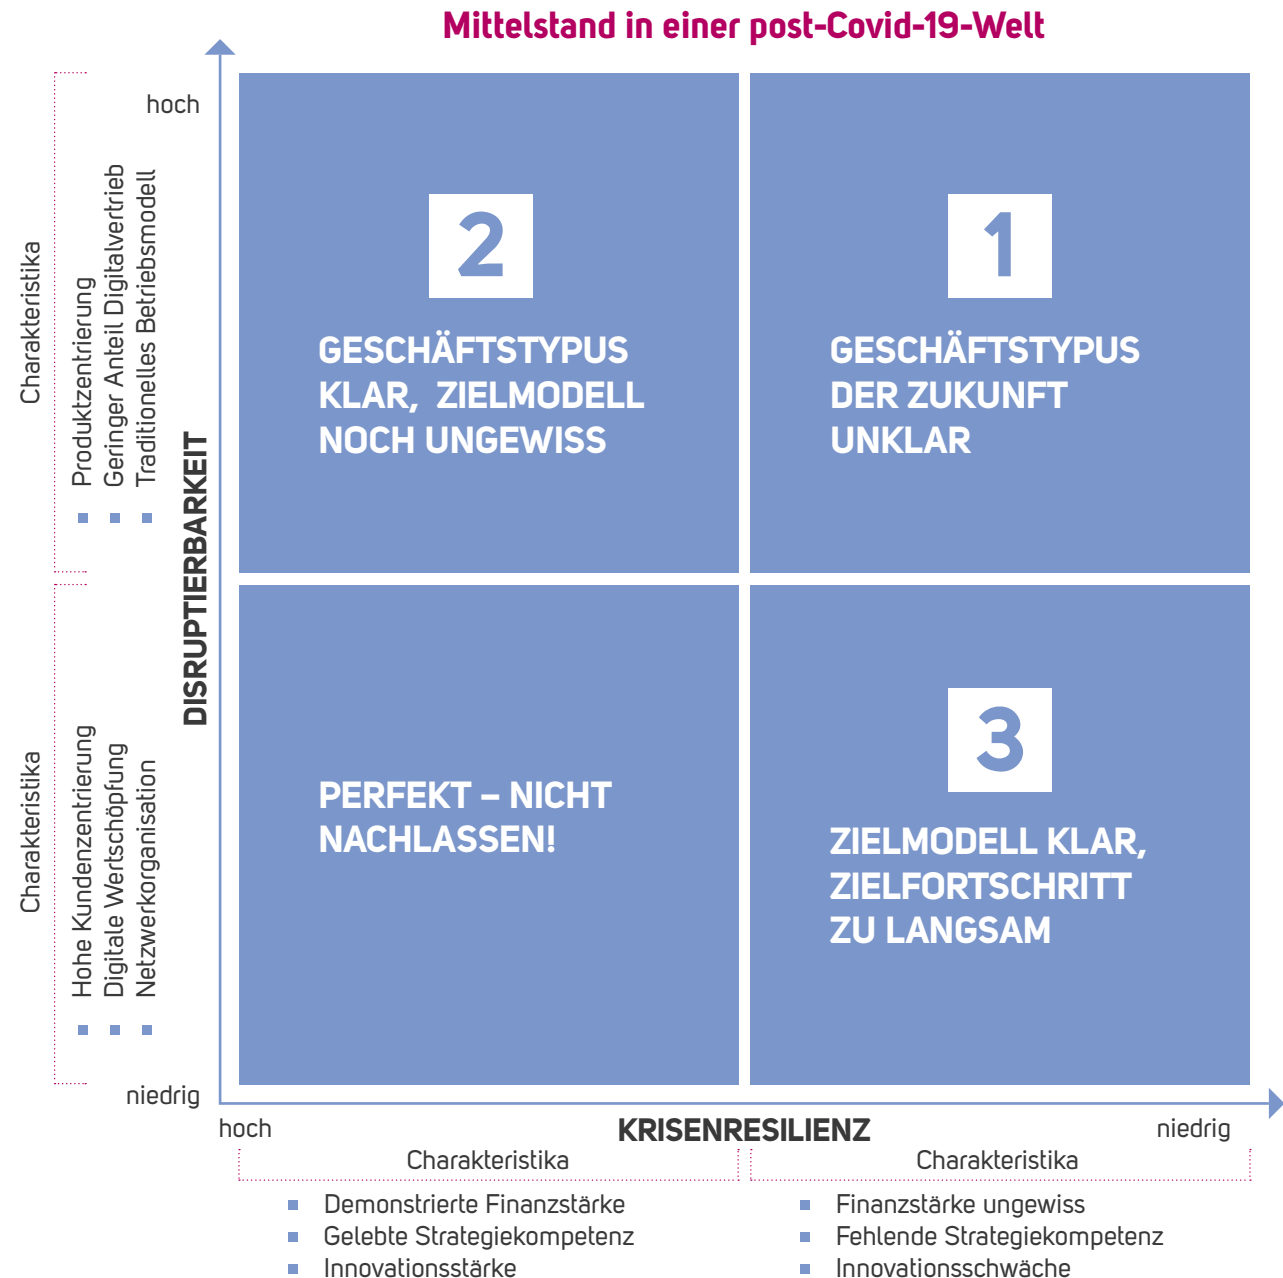 Mittelstand in einer post-Covid-19-Welt
hoch
Charakteristika
Produktzentrierung
Geringer Anteil Digitalvertrieb
Traditionelles Betriebsmodell
DISRUPTIERBARKEIT
Charakteristika
Hohe Kundenzentrierung
Digitale Wertschöpfung
Netzwerkorganisation
niedrig
2
GESCHÄFTSTYPUS
KLAR, ZIELMODELL
NOCH UNGEWISS
1
GESCHÄFTSTYPUS
DER ZUKUNFT
UNKLAR
PERFEKT – NICHT
NACHLASSEN!
3
ZIELMODELL KLAR,
ZIELFORTSCHRITT
ZU LANGSAM
hoch
KRISENRESILIENZ
niedrig
Charakteristika
Demonstrierte Finanzstärke
Gelebte Strategiekompetenz
Innovationsstärke
Charakteristika
Finanzstärke ungewiss
Fehlende Strategiekompetenz
Innovationsschwäche